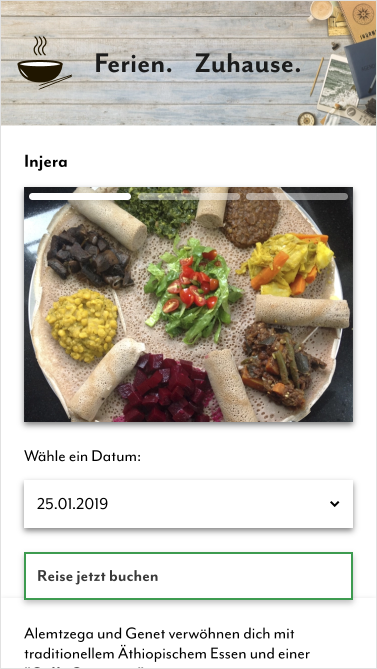 Ferien. Zuhause.
Injera
Wähle ein Datum:
25.01.2019
Reise jetzt buchen
Alemtzega und Genet verwöhnen dich mit
traditionellem Äthiopischem Essen und einer